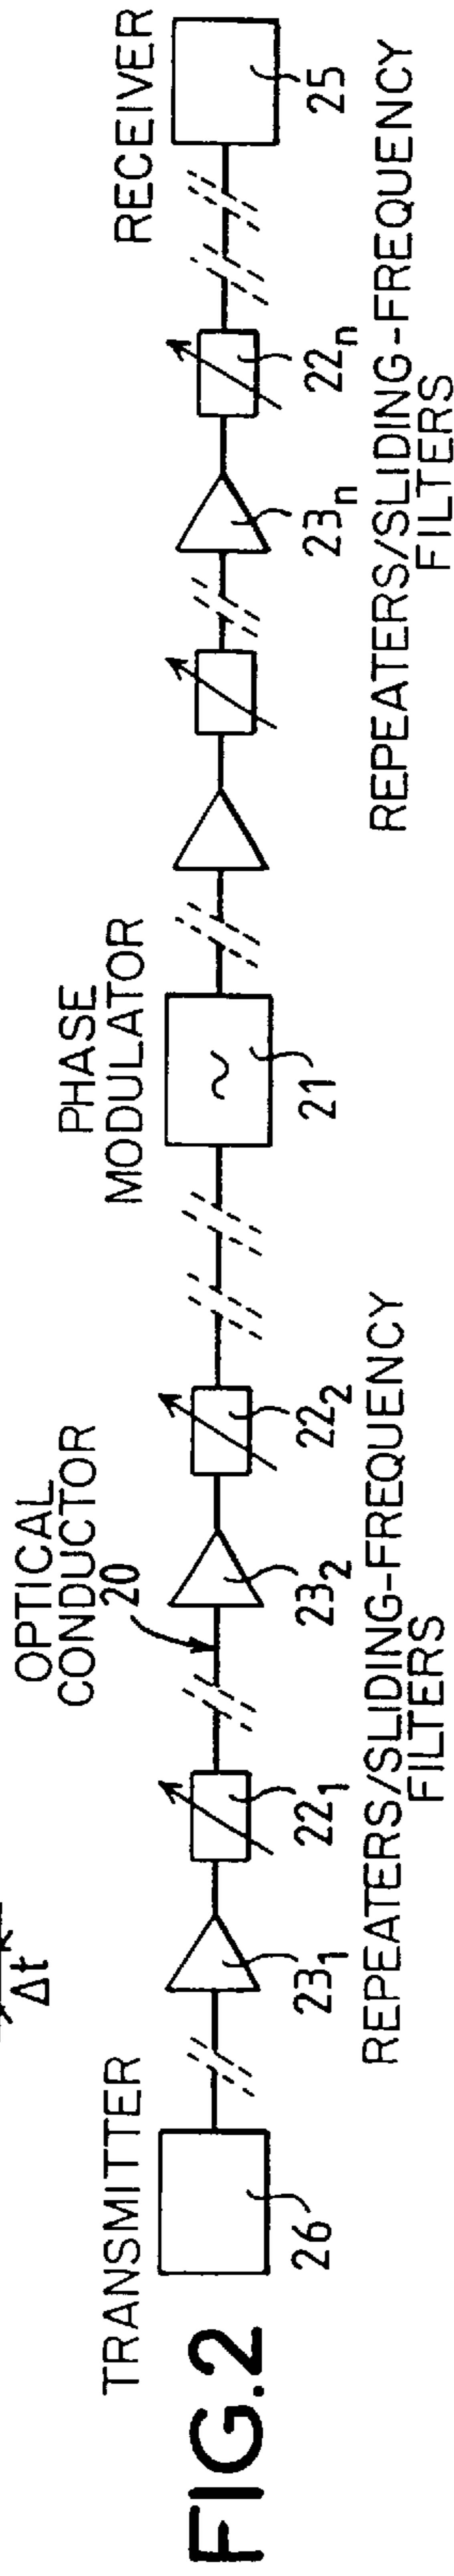 Δt
OPTICAL
CONDUCTOR
20
TRANSMITTER
PHASE
MODULATOR
RECEIVER
26
23₁
22₁
23₂
22₂
21
23ₙ
22ₙ
25
REPEATERS/SLIDING-FREQUENCY
FILTERS
REPEATERS/SLIDING-FREQUENCY
FILTERS
FIG.2